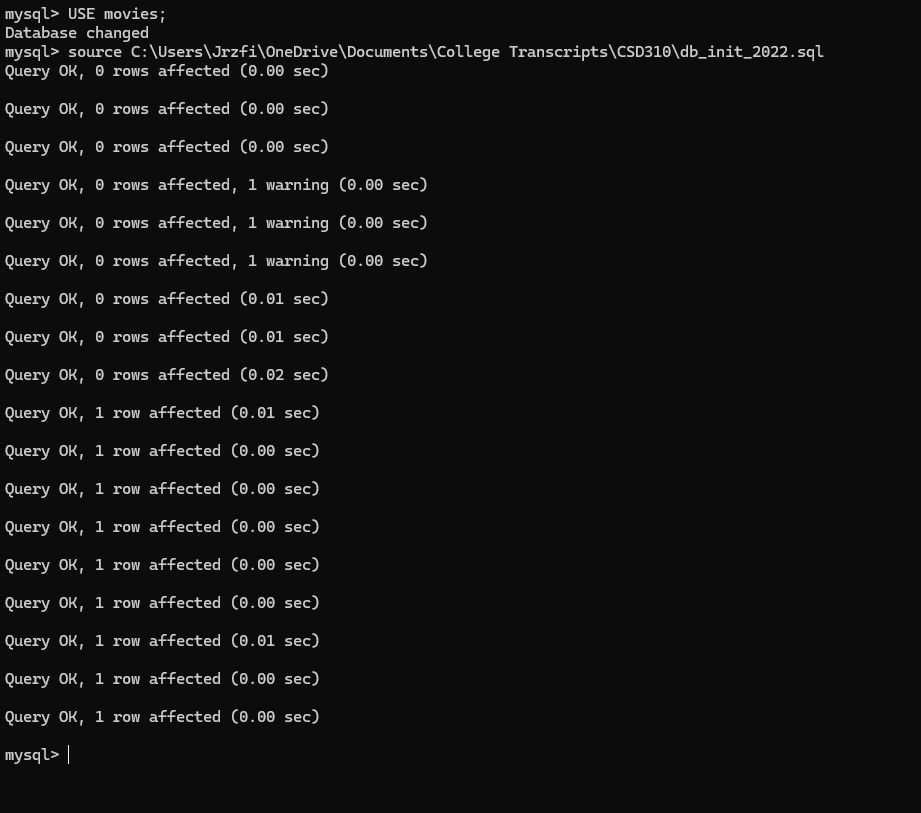 mysql> USE movies;
Database changed
mysql> source C:\Users\Jrzfi\OneDrive\Documents\College Transcripts\CSD310\db_init_2022.sql
Query OK, 0 rows affected (0.00 sec)
Query OK, 0 rows affected (0.00 sec)
Query OK, 0 rows affected (0.00 sec)
Query OK, 0 rows affected, 1 warning (0.00 sec)
Query OK, 0 rows affected, 1 warning (0.00 sec)
Query OK, 0 rows affected, 1 warning (0.00 sec)
Query OK, 0 rows affected (0.01 sec)
Query OK, 0 rows affected (0.01 sec)
Query OK, 0 rows affected (0.02 sec)
Query OK, 1 row affected (0.01 sec)
Query OK, 1 row affected (0.00 sec)
Query OK, 1 row affected (0.00 sec)
Query OK, 1 row affected (0.00 sec)
Query OK, 1 row affected (0.00 sec)
Query OK, 1 row affected (0.00 sec)
Query OK, 1 row affected (0.01 sec)
Query OK, 1 row affected (0.00 sec)
Query OK, 1 row affected (0.00 sec)
mysql>